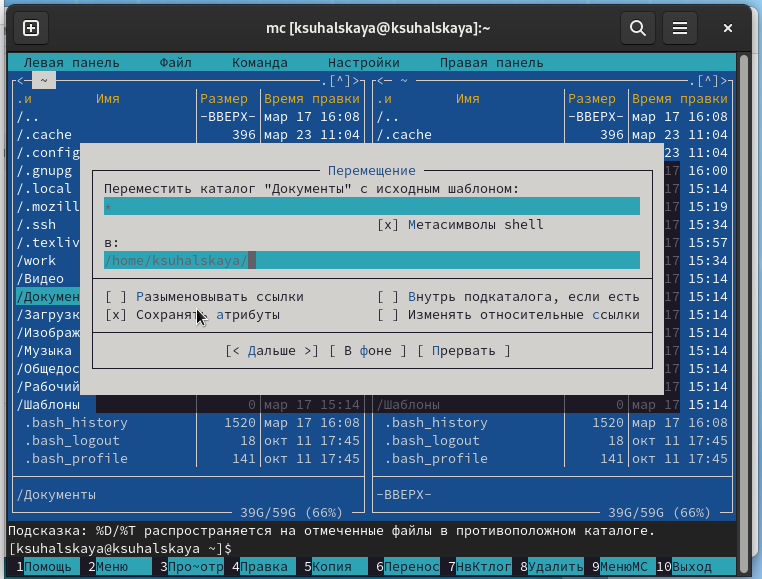 mc [ksuhalskaya@ksuhalskaya]:~
Левая панель Файл Команда Настройки Правая панель
<— ~ .[^]> <— ~ .[^]>
.и Имя Размер Время правки .и Имя Размер Время правки
/.. -ВВЕРХ- мар 17 16:08 /.. -ВВЕРХ- мар 17 16:08
/.cache 396 мар 23 11:04 /.cache 396 мар 23 11:04
/.config 23 11:04
/.gnupg 17 16:00
/.local 17 15:14
/.mozill 17 15:19
/.ssh 17 15:34
/.texliv 17 15:57
/work 17 15:34
/Видео 17 15:14
/Докумен 17 15:14
/Загрузк 17 15:14
/Изображ 17 15:14
/Музыка 17 15:14
/Общедос 17 15:14
/Рабочий 17 15:14
Перемещение
Переместить каталог "Документы" с исходным шаблоном:
*
[x] Метасимволы shell
в:
/home/ksuhalskaya/
[ ] Разыменовывать ссылки [ ] Внутрь подкаталога, если есть
[x] Сохранять атрибуты [ ] Изменять относительные ссылки
[< Дальше >] [ В фоне ] [ Прервать ]
/Шаблоны 0 мар 17 15:14 /Шаблоны 0 мар 17 15:14
.bash_history 1520 мар 17 16:08 .bash_history 1520 мар 17 16:08
.bash_logout 18 окт 11 17:45 .bash_logout 18 окт 11 17:45
.bash_profile 141 окт 11 17:45 .bash_profile 141 окт 11 17:45
/Документы -ВВЕРХ-
39G/59G (66%) 39G/59G (66%)
Подсказка: %D/%T распространяется на отмеченные файлы в противоположном каталоге.
[ksuhalskaya@ksuhalskaya ~]$
1Помощь 2Меню 3Про~отр 4Правка 5Копия 6Перенос 7НвКтлог 8Удалить 9МенюМС 10Выход